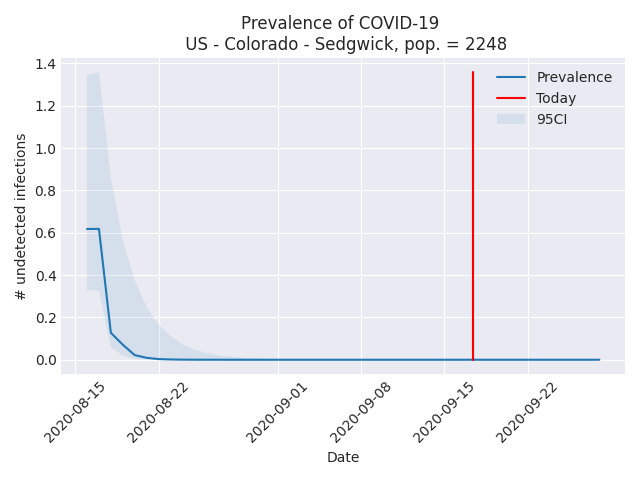 Prevalence of COVID-19
US - Colorado - Sedgwick, pop. = 2248
1.4
1.2
1.0
0.8
0.6
0.4
0.2
0.0
# undetected infections
Prevalence
Today
95CI
2020-08-15
2020-08-22
2020-09-01
2020-09-08
2020-09-15
2020-09-22
Date